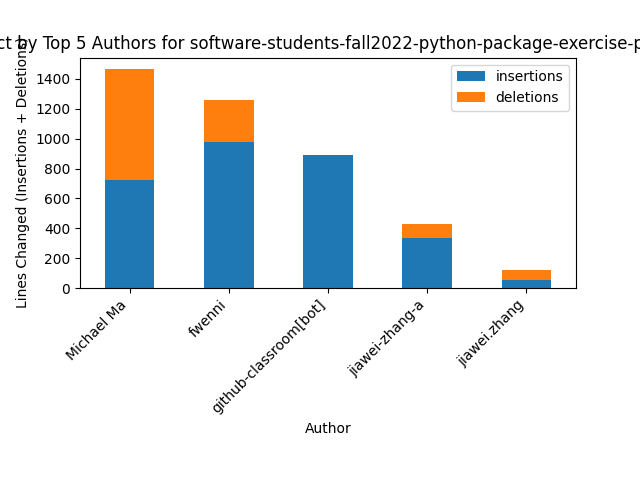 ct by Top 5 Authors for software-students-fall2022-python-package-exercise-p
Lines Changed (Insertions + Deletions)
1400
1200
1000
800
600
400
200
0
insertions
deletions
Michael Ma
fwenni
github-classroom[bot]
jiawei-zhang-a
jiawei.zhang
Author